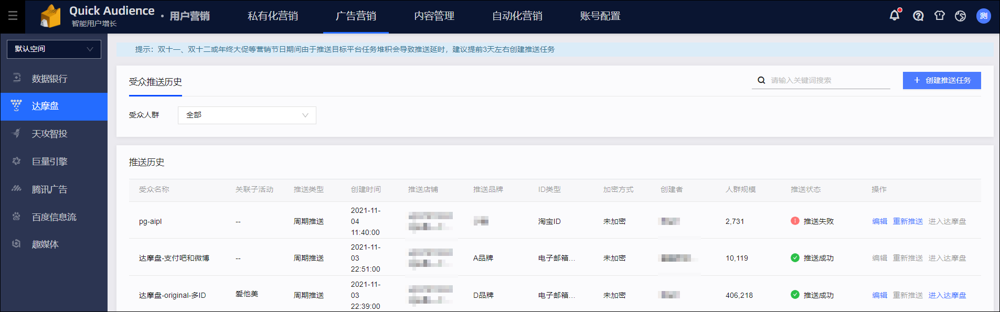 Quick Audience · 用户营销
智能用户增长
私有化营销 广告营销 内容管理 自动化营销 账号配置
测
默认空间
数据银行
达摩盘
天攻智投
巨量引擎
腾讯广告
百度信息流
趣媒体
提示：双十一、双十二或年终大促等营销节日期间由于推送目标平台任务堆积会导致推送延时，建议提前3天左右创建推送任务
受众推送历史
请输入关键词搜索
+ 创建推送任务
受众人群 全部
推送历史
受众名称 关联子活动 推送类型 创建时间 推送店铺 推送品牌 ID类型 加密方式 创建者 人群规模 推送状态 操作
pg-aipl -- 周期推送 2021-11-04 11:40:00 淘宝ID 未加密 2,731 推送失败 编辑 重新推送 进入达摩盘
达摩盘-支付吧和微博 -- 周期推送 2021-11-03 22:51:00 A品牌 电子邮箱... 未加密 10,119 推送成功 编辑 重新推送 进入达摩盘
达摩盘-original-多ID 爱他美 周期推送 2021-11-03 22:39:00 D品牌 电子邮箱... 未加密 406,218 推送成功 编辑 重新推送 进入达摩盘